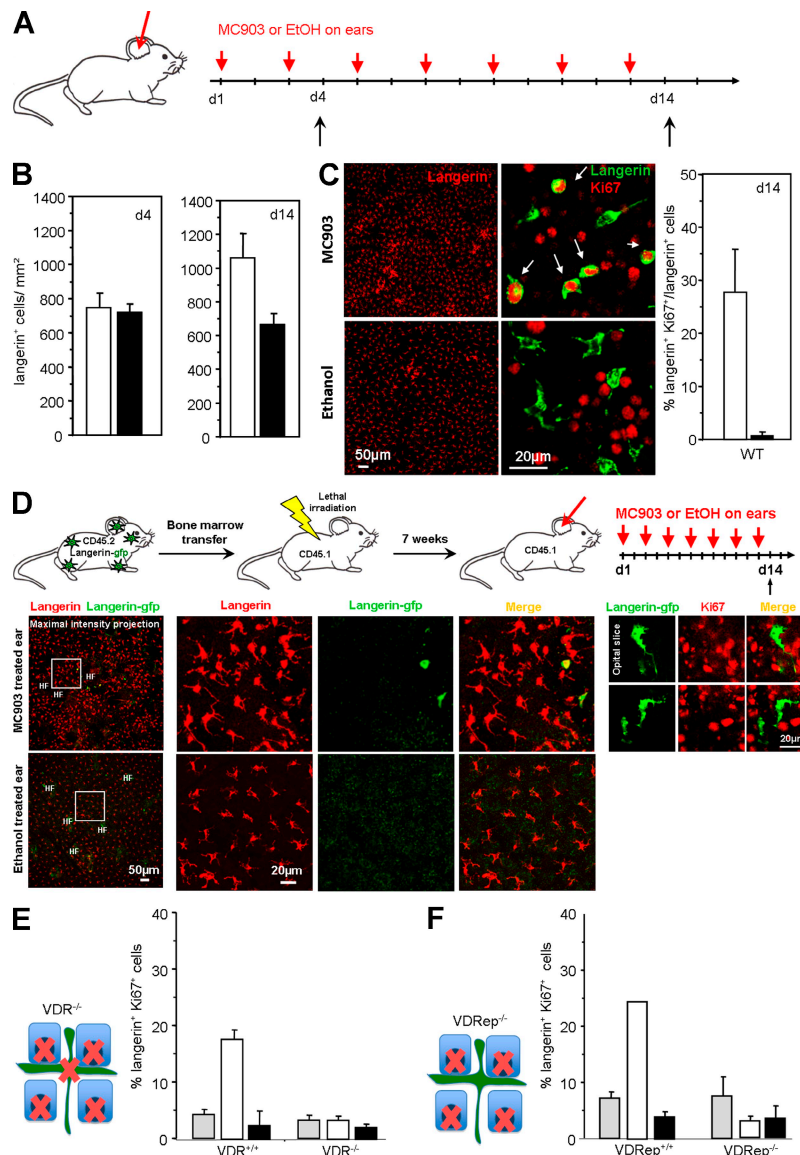 A
MC903 or EtOH on ears
d1
d4
d14
B
langerin⁺ cells/ mm²
d4
1400
1200
1000
800
600
400
200
0
d14
1400
1200
1000
800
600
400
200
0
C
Langerin
Langerin
Ki67
MC903
Ethanol
50µm
20µm
% langerin⁺ Ki67⁺/langerin⁺ cells
d14
50
40
30
20
10
0
WT
D
CD45.2
Langerin-gfp
Bone marrow
transfer
Lethal
irradiation
CD45.1
7 weeks
CD45.1
MC903 or EtOH on ears
d1
d14
Langerin Langerin-gfp
Langerin
Langerin-gfp
Merge
Langerin-gfp
Ki67
Merge
MC903 treated ear
Maximal intensity projection
HF
HF
HF
Opital slice
20µm
Ethanol treated ear
HF
HF
HF
HF
HF
50µm
20µm
E
VDR⁻/⁻
% langerin⁺ Ki67⁺ cells
40
30
20
10
0
VDR⁺/⁺
VDR⁻/⁻
F
VDRep⁻/⁻
% langerin⁺ Ki67⁺ cells
40
30
20
10
0
VDRep⁺/⁺
VDRep⁻/⁻